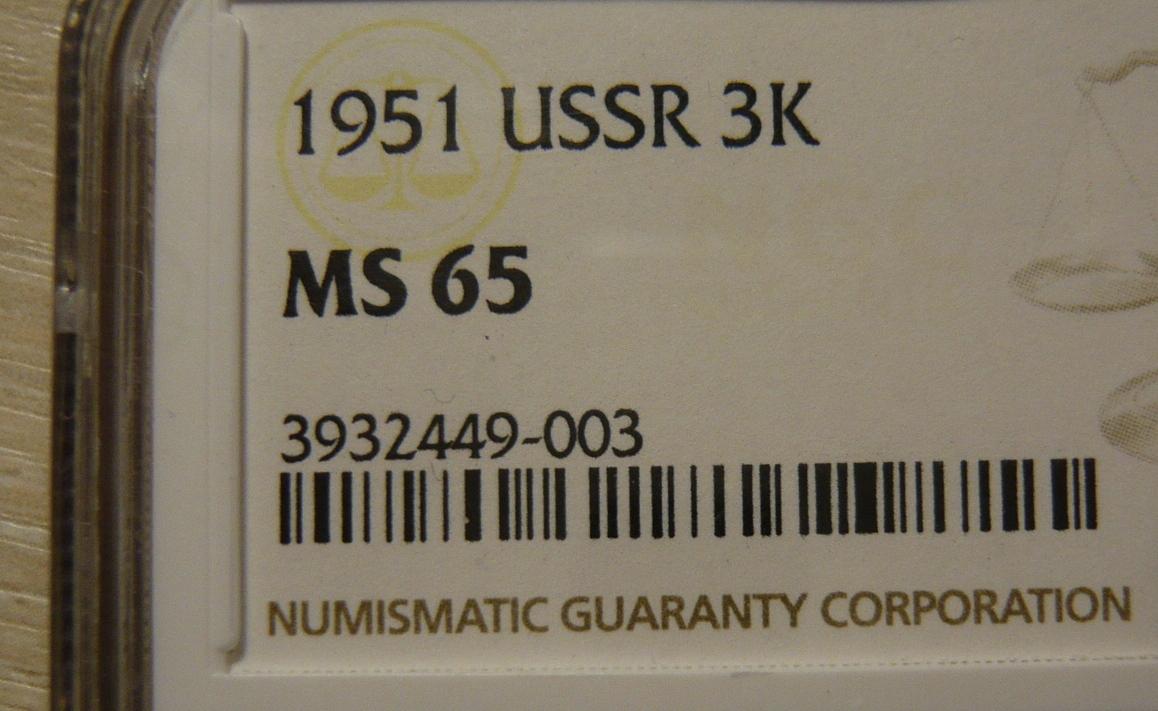 1951 USSR 3K
MS 65
3932449-003
NUMISMATIC GUARANTY CORPORATION